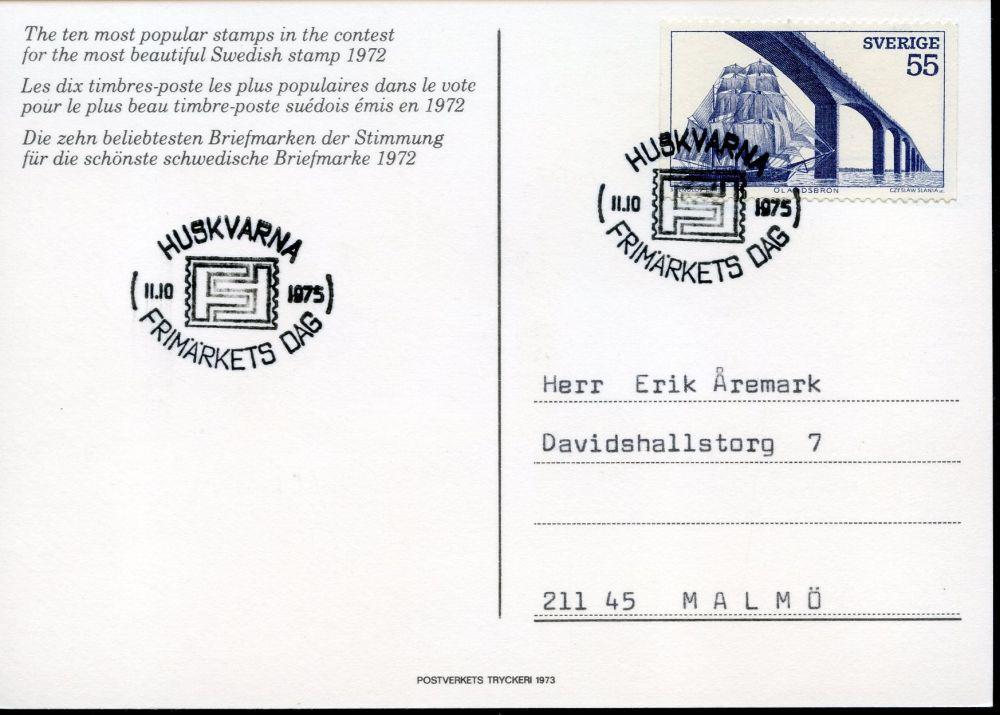 The ten most popular stamps in the contest
for the most beautiful Swedish stamp 1972
Les dix timbres-poste les plus populaires dans le vote
pour le plus beau timbre-poste suédois émis en 1972
Die zehn beliebtesten Briefmarken der Stimmung
für die schönste schwedische Briefmarke 1972
SVERIGE
55
ÖLANDSBRON
CZYSLAW SLANIA sc.
HUSKVARNA
11.10 1975
FRIMÄRKETS DAG
HUSKVARNA
11.10 1975
FRIMÄRKETS DAG
Herr Erik Åremark
Davidshallstorg 7
211 45 MALMÖ
POSTVERKETS TRYCKERI 1973